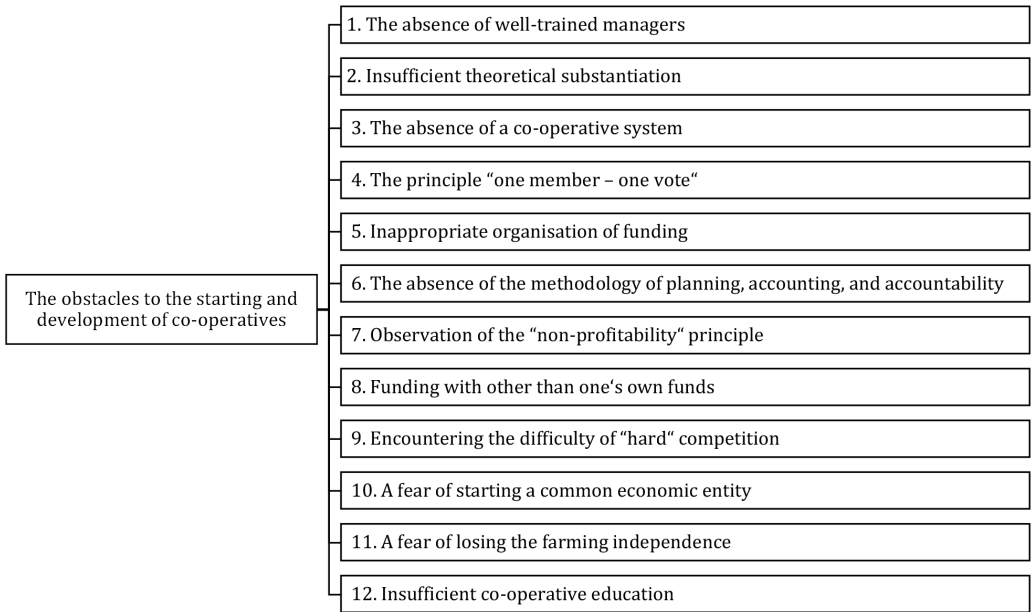 1. The absence of well-trained managers
2. Insufficient theoretical substantiation
3. The absence of a co-operative system
4. The principle “one member – one vote“
5. Inappropriate organisation of funding
6. The absence of the methodology of planning, accounting, and accountability
The obstacles to the starting and
development of co-operatives
7. Observation of the “non-profitability“ principle
8. Funding with other than one‘s own funds
9. Encountering the difficulty of “hard“ competition
10. A fear of starting a common economic entity
11. A fear of losing the farming independence
12. Insufficient co-operative education